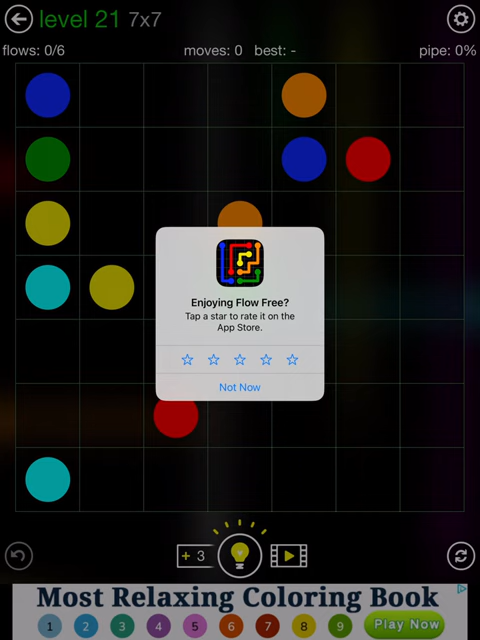 level 21 7x7
flows: 0/6 moves: 0 best: - pipe: 0%
Enjoying Flow Free?
Tap a star to rate it on the
App Store.
Not Now
+ 3
Most Relaxing Coloring Book
1 2 3 4 5 6 7 8 9 Play Now